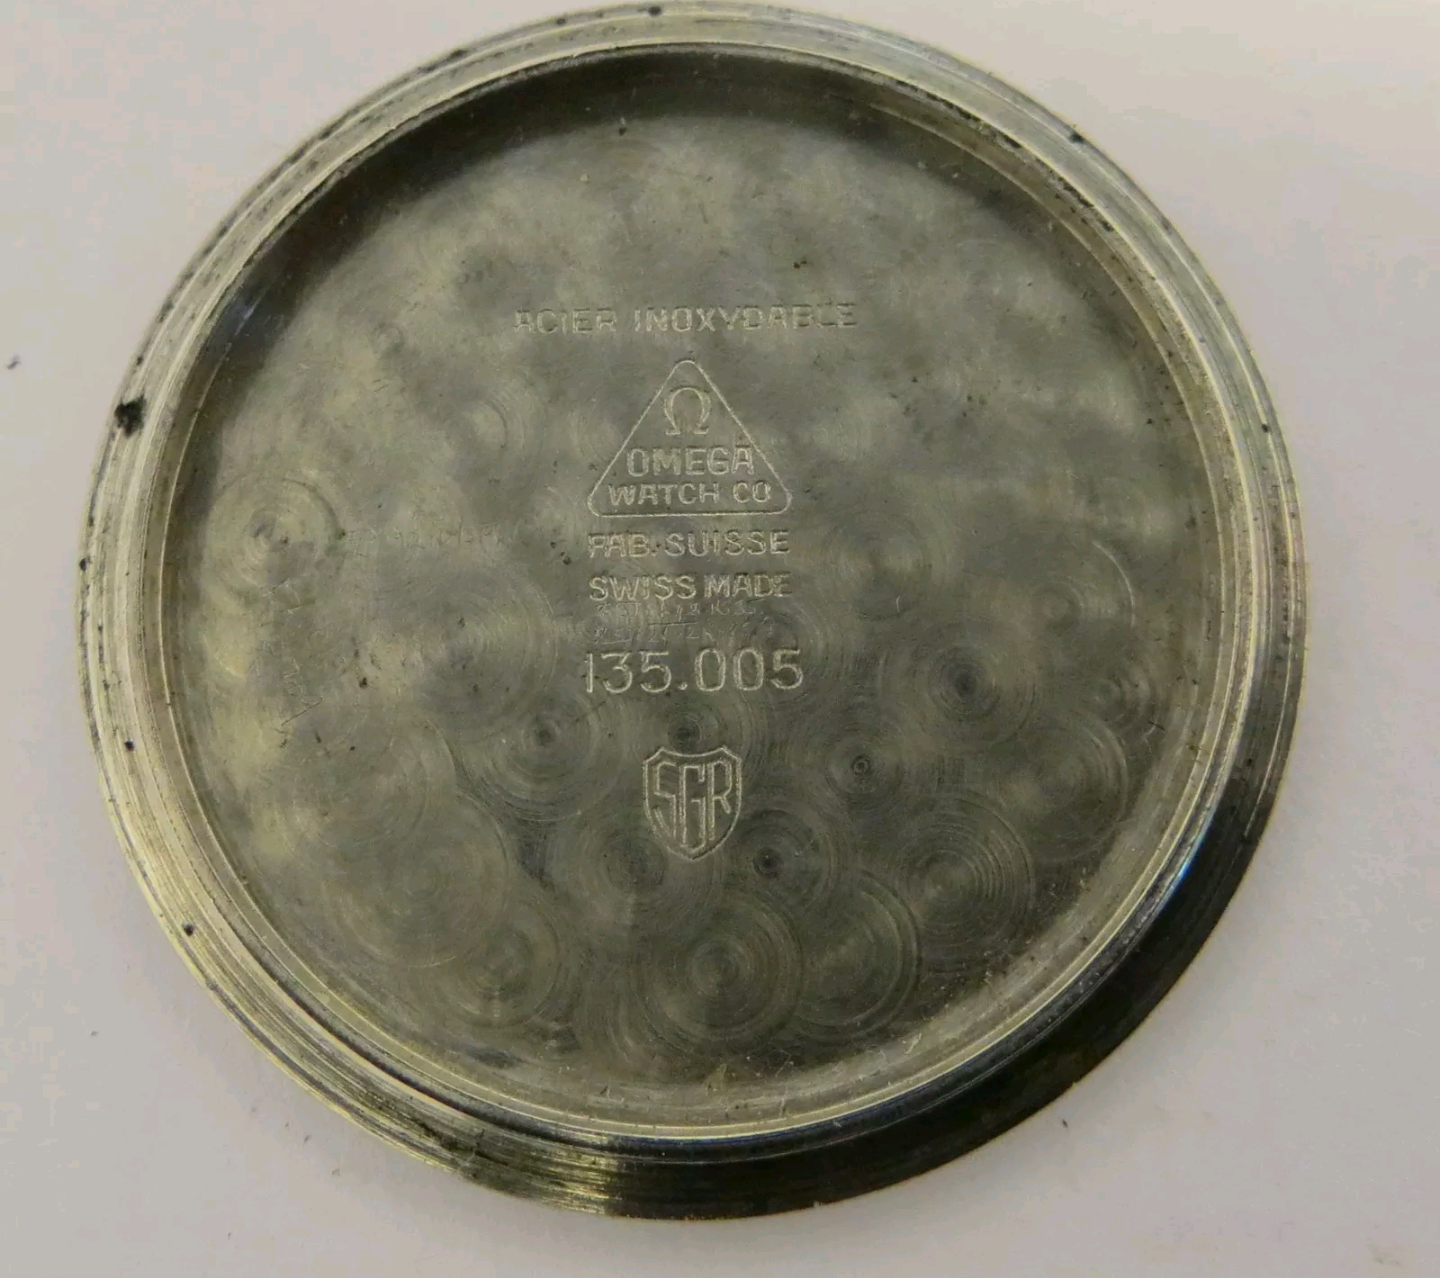 ACIER INOXYDABLE
Ω
OMEGA
WATCH CO
FAB. SUISSE
SWISS MADE
135.005
SGR